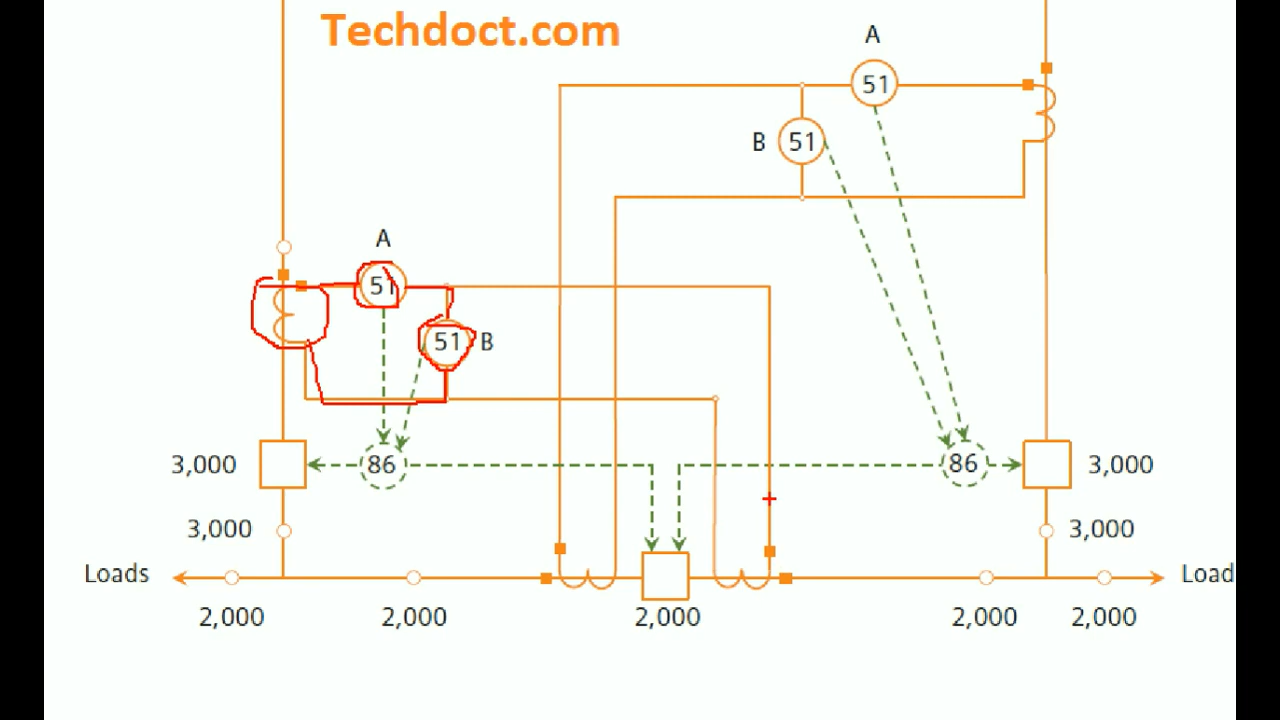 Techdoct.com
A
51
B 51
A
51
51 B
3,000 86 86 3,000
3,000 3,000
Loads Load
2,000 2,000 2,000 2,000 2,000